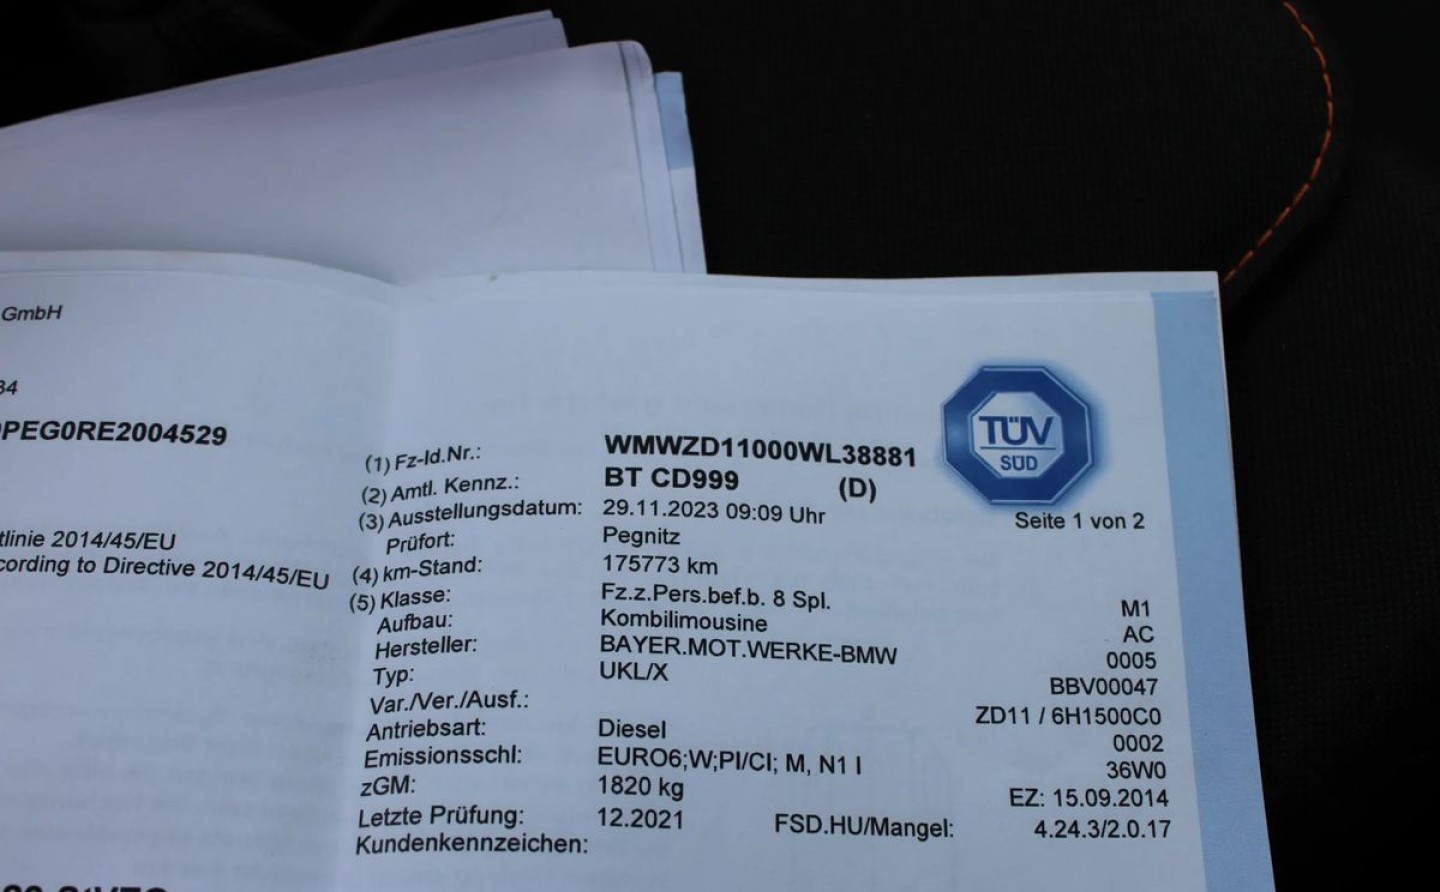 GmbH
34
PEG0RE2004529
tlinie 2014/45/EU
cording to Directive 2014/45/EU
TÜV
SÜD
Seite 1 von 2
(1) Fz-Id.Nr.: WMWZD11000WL38881
(2) Amtl. Kennz.: BT CD999 (D)
(3) Ausstellungsdatum: 29.11.2023 09:09 Uhr
Prüfort: Pegnitz
(4) km-Stand: 175773 km
(5) Klasse: Fz.z.Pers.bef.b. 8 Spl. M1
Aufbau: Kombilimousine AC
Hersteller: BAYER.MOT.WERKE-BMW 0005
Typ: UKL/X BBV00047
Var./Ver./Ausf.: ZD11 / 6H1500C0
Antriebsart: Diesel 0002
Emissionsschl: EURO6;W;PI/CI; M, N1 I 36W0
zGM: 1820 kg EZ: 15.09.2014
Letzte Prüfung: 12.2021 FSD.HU/Mangel: 4.24.3/2.0.17
Kundenkennzeichen: